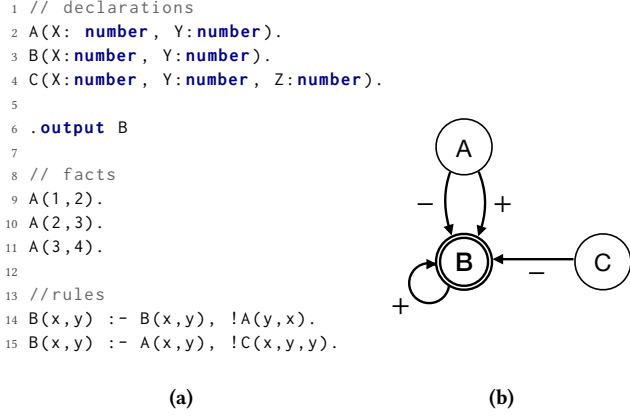 1 // declarations
2 A(X: number, Y:number).
3 B(X:number, Y:number).
4 C(X:number, Y:number, Z:number).
5
6 .output B
7
8 // facts
9 A(1,2).
10 A(2,3).
11 A(3,4).
12
13 //rules
14 B(x,y) :- B(x,y), !A(y,x).
15 B(x,y) :- A(x,y), !C(x,y,y).
(a)
A
− +
B
C
−
+
(b)